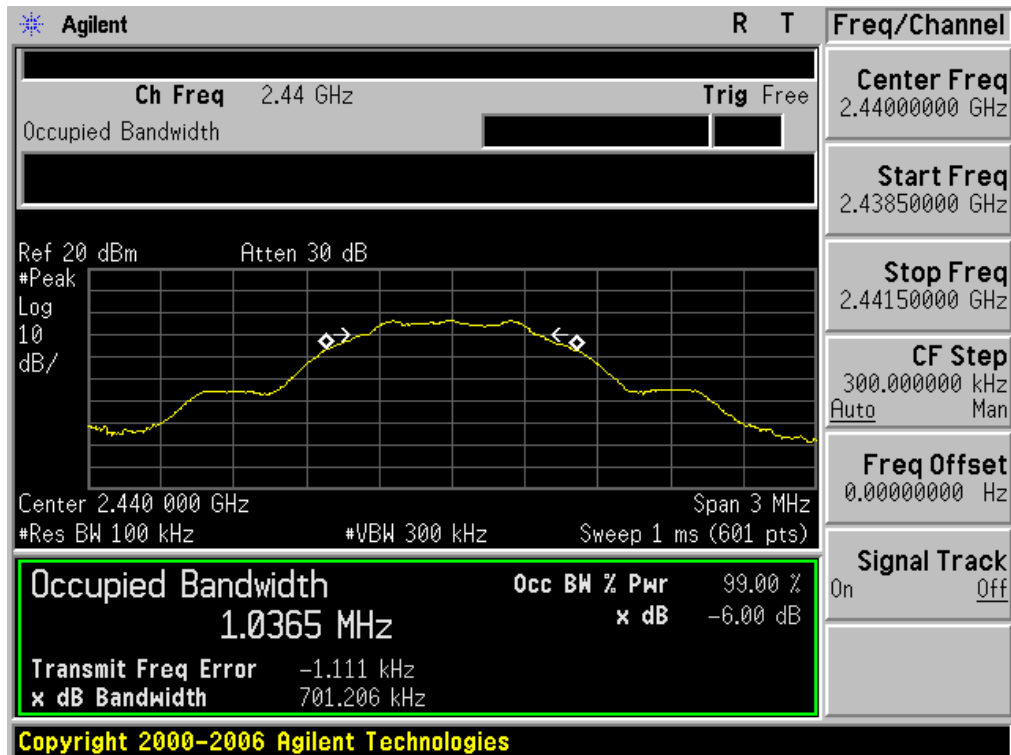 Agilent R T Freq/Channel
Ch Freq 2.44 GHz Trig Free
Occupied Bandwidth
Center Freq
2.44000000 GHz
Start Freq
2.43850000 GHz
Stop Freq
2.44150000 GHz
CF Step
300.000000 kHz
Auto Man
Freq Offset
0.00000000 Hz
Signal Track
On Off
Ref 20 dBm Atten 30 dB
#Peak
Log
10
dB/
Center 2.440 000 GHz Span 3 MHz
#Res BW 100 kHz #VBW 300 kHz Sweep 1 ms (601 pts)
Occupied Bandwidth Occ BW % Pwr 99.00 %
1.0365 MHz x dB -6.00 dB
Transmit Freq Error -1.111 kHz
x dB Bandwidth 701.206 kHz
Copyright 2000-2006 Agilent Technologies